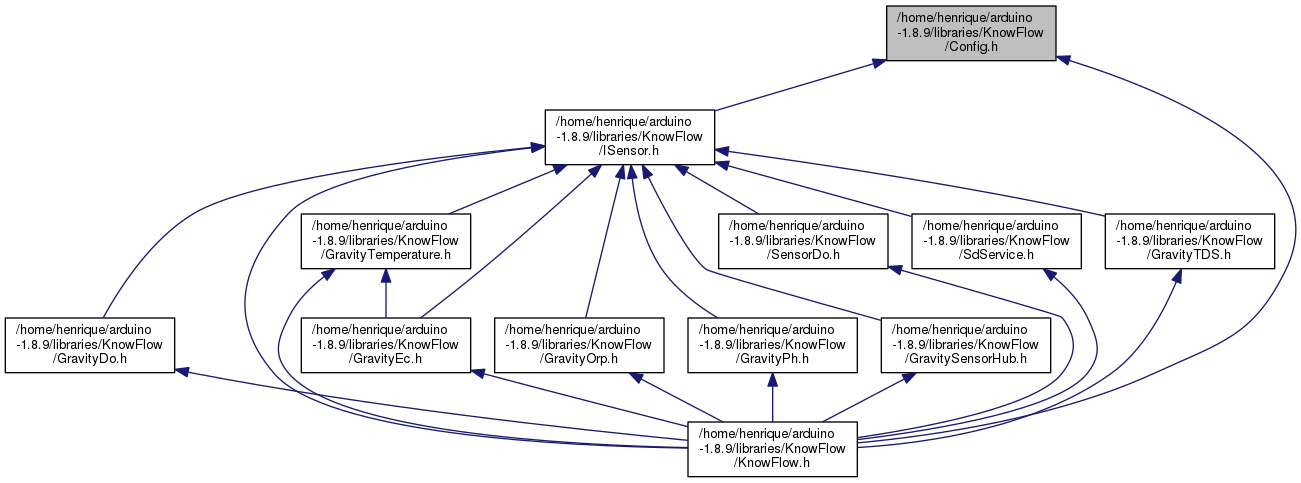 /home/henrique/arduino
-1.8.9/libraries/KnowFlow
/Config.h
/home/henrique/arduino
-1.8.9/libraries/KnowFlow
/ISensor.h
/home/henrique/arduino
-1.8.9/libraries/KnowFlow
/GravityTemperature.h
/home/henrique/arduino
-1.8.9/libraries/KnowFlow
/SensorDo.h
/home/henrique/arduino
-1.8.9/libraries/KnowFlow
/SdService.h
/home/henrique/arduino
-1.8.9/libraries/KnowFlow
/GravityTDS.h
/home/henrique/arduino
-1.8.9/libraries/KnowFlow
/GravityDo.h
/home/henrique/arduino
-1.8.9/libraries/KnowFlow
/GravityEc.h
/home/henrique/arduino
-1.8.9/libraries/KnowFlow
/GravityOrp.h
/home/henrique/arduino
-1.8.9/libraries/KnowFlow
/GravityPh.h
/home/henrique/arduino
-1.8.9/libraries/KnowFlow
/GravitySensorHub.h
/home/henrique/arduino
-1.8.9/libraries/KnowFlow
/KnowFlow.h